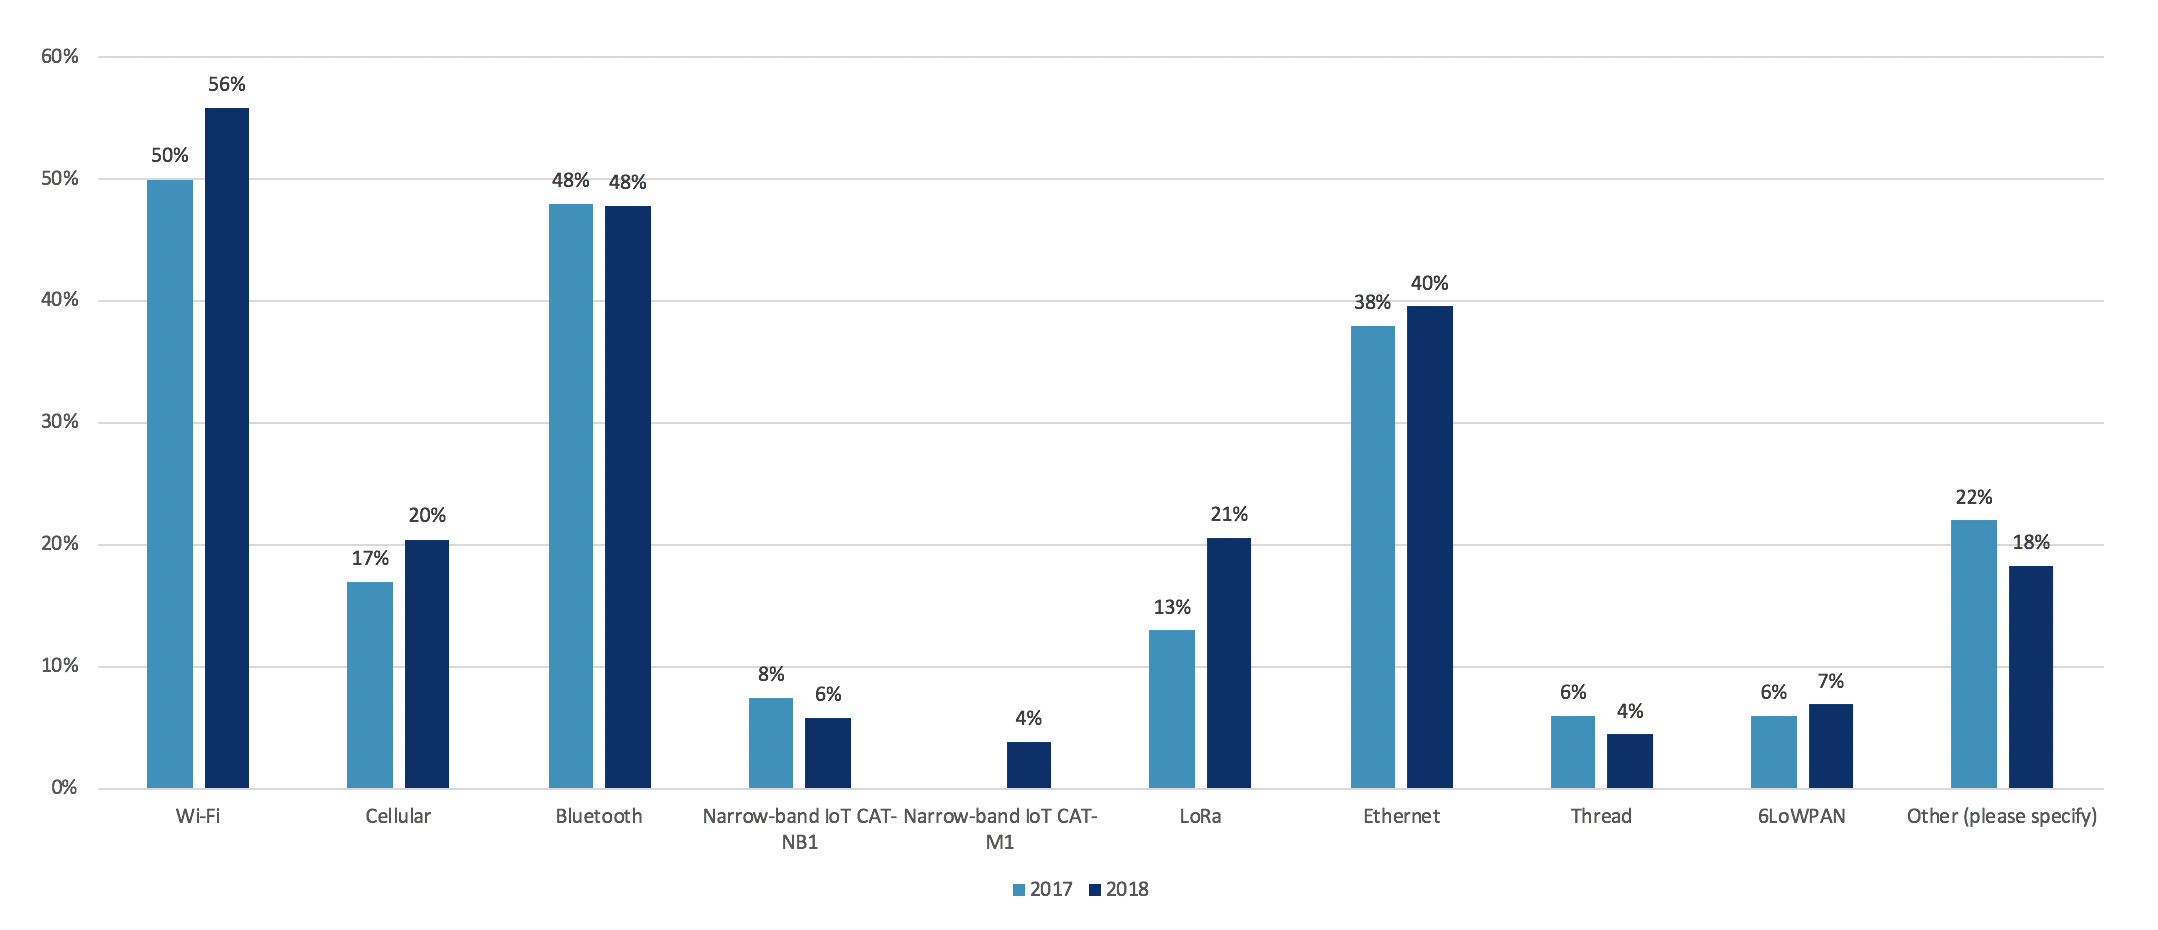 60%
50%
40%
30%
20%
10%
0%
50%
56%
17%
20%
48%
48%
8%
6%
4%
13%
21%
38%
40%
6%
4%
6%
7%
22%
18%
Wi-Fi
Cellular
Bluetooth
Narrow-band IoT CAT-
NB1
Narrow-band IoT CAT-
M1
LoRa
Ethernet
Thread
6LoWPAN
Other (please specify)
2017
2018